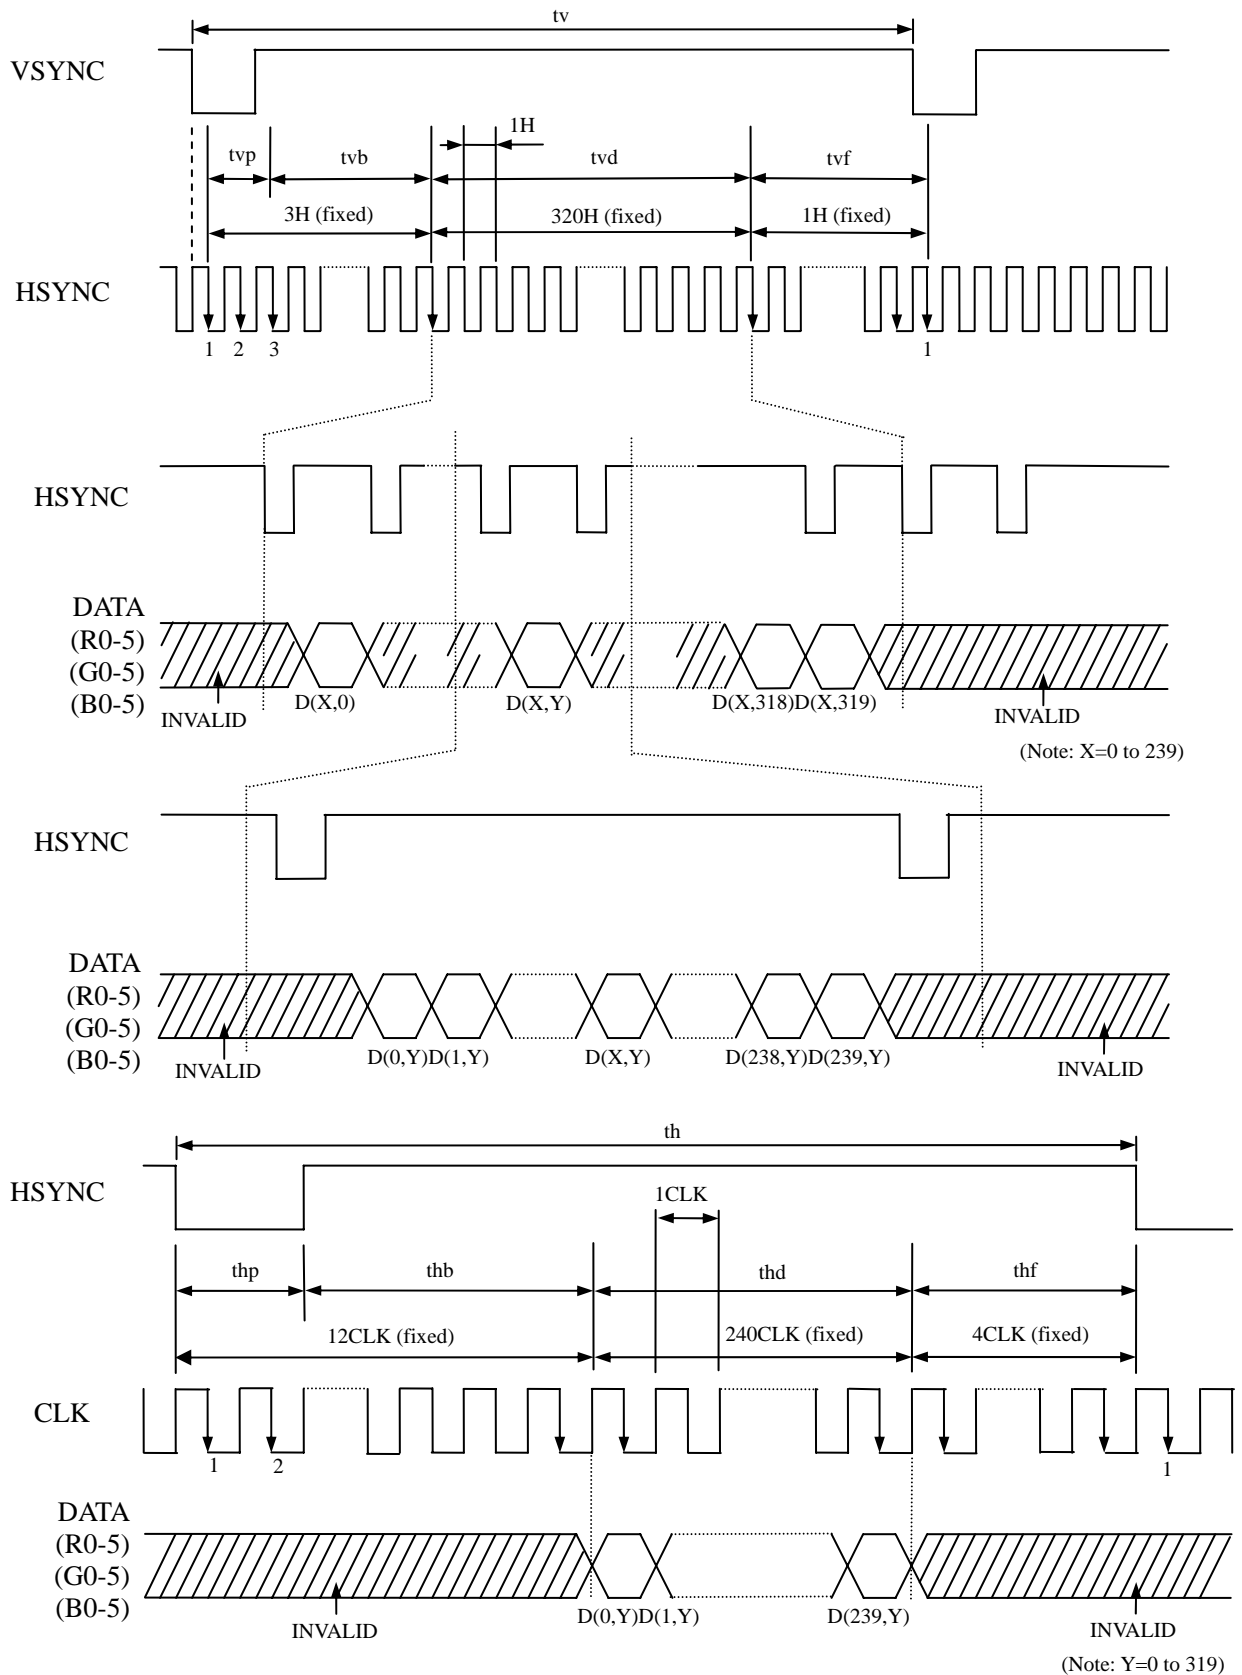 tv
VSYNC
1H
tvp
tvb
tvd
tvf
3H (fixed)
320H (fixed)
1H (fixed)
HSYNC
1 2 3
1
HSYNC
DATA
(R0-5)
(G0-5)
(B0-5)
D(X,0)
D(X,Y)
D(X,318)D(X,319)
INVALID
INVALID
(Note: X=0 to 239)
HSYNC
DATA
(R0-5)
(G0-5)
(B0-5)
D(0,Y)D(1,Y)
D(X,Y)
D(238,Y)D(239,Y)
INVALID
INVALID
th
HSYNC
1CLK
thp
thb
thd
thf
12CLK (fixed)
240CLK (fixed)
4CLK (fixed)
CLK
1 2
1
DATA
(R0-5)
(G0-5)
(B0-5)
D(0,Y)D(1,Y)
D(239,Y)
INVALID
INVALID
(Note: Y=0 to 319)